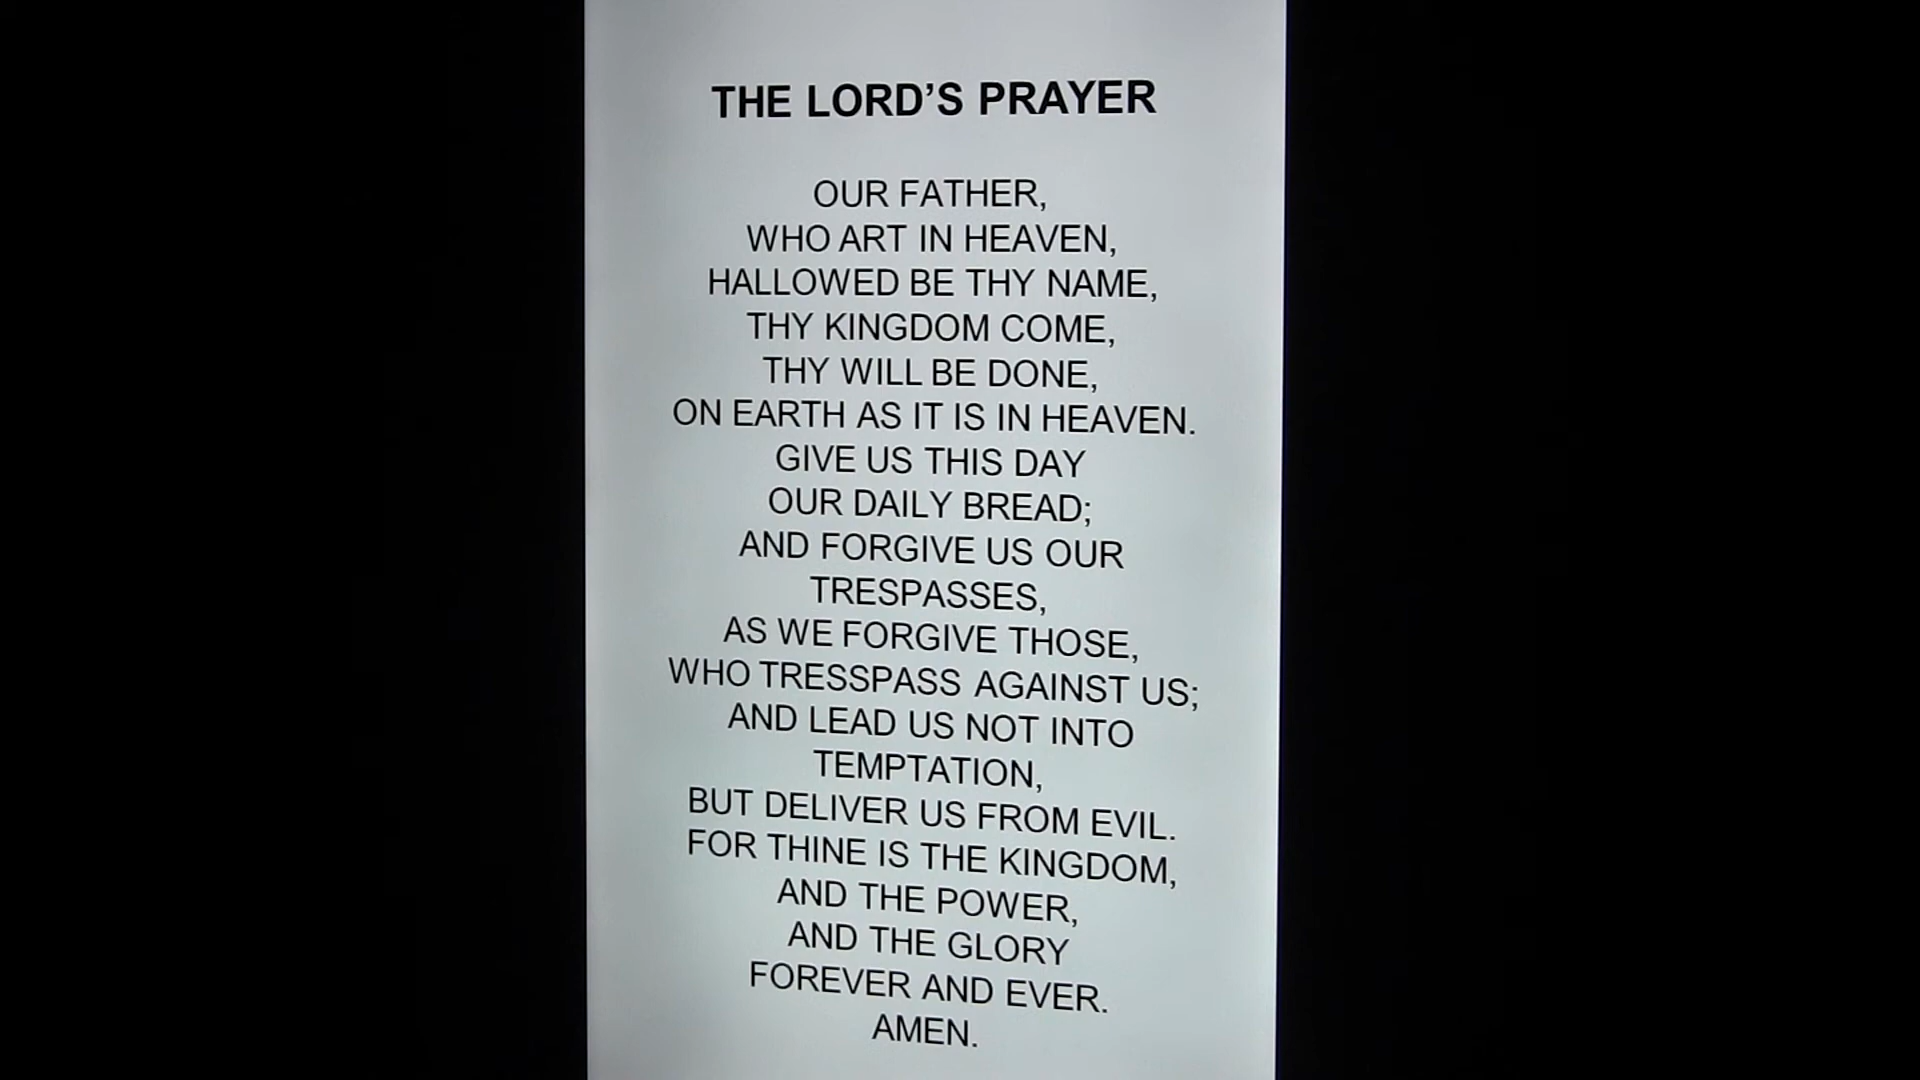 THE LORD’S PRAYER
OUR FATHER,
WHO ART IN HEAVEN,
HALLOWED BE THY NAME,
THY KINGDOM COME,
THY WILL BE DONE,
ON EARTH AS IT IS IN HEAVEN.
GIVE US THIS DAY
OUR DAILY BREAD;
AND FORGIVE US OUR
TRESPASSES,
AS WE FORGIVE THOSE,
WHO TRESSPASS AGAINST US;
AND LEAD US NOT INTO
TEMPTATION,
BUT DELIVER US FROM EVIL.
FOR THINE IS THE KINGDOM,
AND THE POWER,
AND THE GLORY
FOREVER AND EVER.
AMEN.